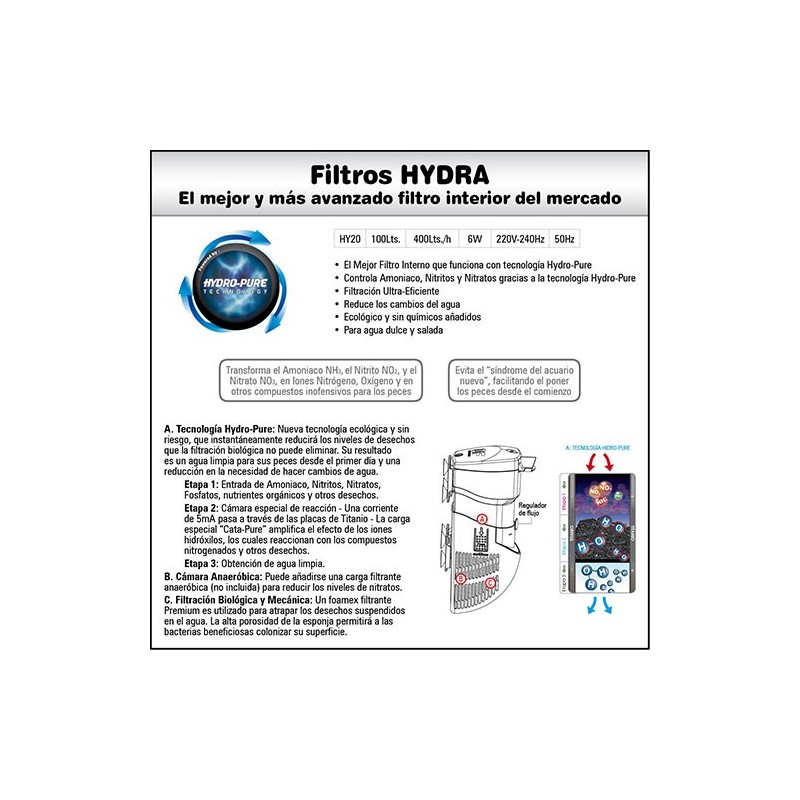 Filtros HYDRA
El mejor y más avanzado filtro interior del mercado
Powered by:
HYDRO-PURE
TECHNOLOGY
HY20 100Lts. 400Lts./h 6W 220V-240Hz 50Hz
• El Mejor Filtro Interno que funciona con tecnología Hydro-Pure
• Controla Amoniaco, Nitritos y Nitratos gracias a la tecnología Hydro-Pure
• Filtración Ultra-Eficiente
• Reduce los cambios del agua
• Ecológico y sin químicos añadidos
• Para agua dulce y salada
Transforma el Amoniaco NH₃, el Nitrito NO₂, y el
Nitrato NO₃, en Iones Nitrógeno, Oxígeno y en
otros compuestos inofensivos para los peces
Evita el "síndrome del acuario
nuevo", facilitando el poner
los peces desde el comienzo
A. Tecnología Hydro-Pure: Nueva tecnología ecológica y sin
riesgo, que instantáneamente reducirá los niveles de desechos
que la filtración biológica no puede eliminar. Su resultado
es un agua limpia para sus peces desde el primer día y una
reducción en la necesidad de hacer cambios de agua.
Etapa 1: Entrada de Amoniaco, Nitritos, Nitratos,
Fosfatos, nutrientes orgánicos y otros desechos.
Etapa 2: Cámara especial de reacción - Una corriente
de 5mA pasa a través de las placas de Titanio - La carga
especial "Cata-Pure" amplifica el efecto de los iones
hidróxilos, los cuales reaccionan con los compuestos
nitrogenados y otros desechos.
Etapa 3: Obtención de agua limpia.
B. Cámara Anaeróbica: Puede añadirse una carga filtrante
anaeróbica (no incluida) para reducir los niveles de nitratos.
C. Filtración Biológica y Mecánica: Un foamex filtrante
Premium es utilizado para atrapar los desechos suspendidos
en el agua. La alta porosidad de la esponja permitirá a las
bacterias beneficiosas colonizar su superficie.
Regulador
de flujo
A
B
C
A: TECNOLOGÍA HIDRO-PURE
Etapa 1
Etapa 2
Etapa 3
NO₂
NO₃
NH₃
H
O
H